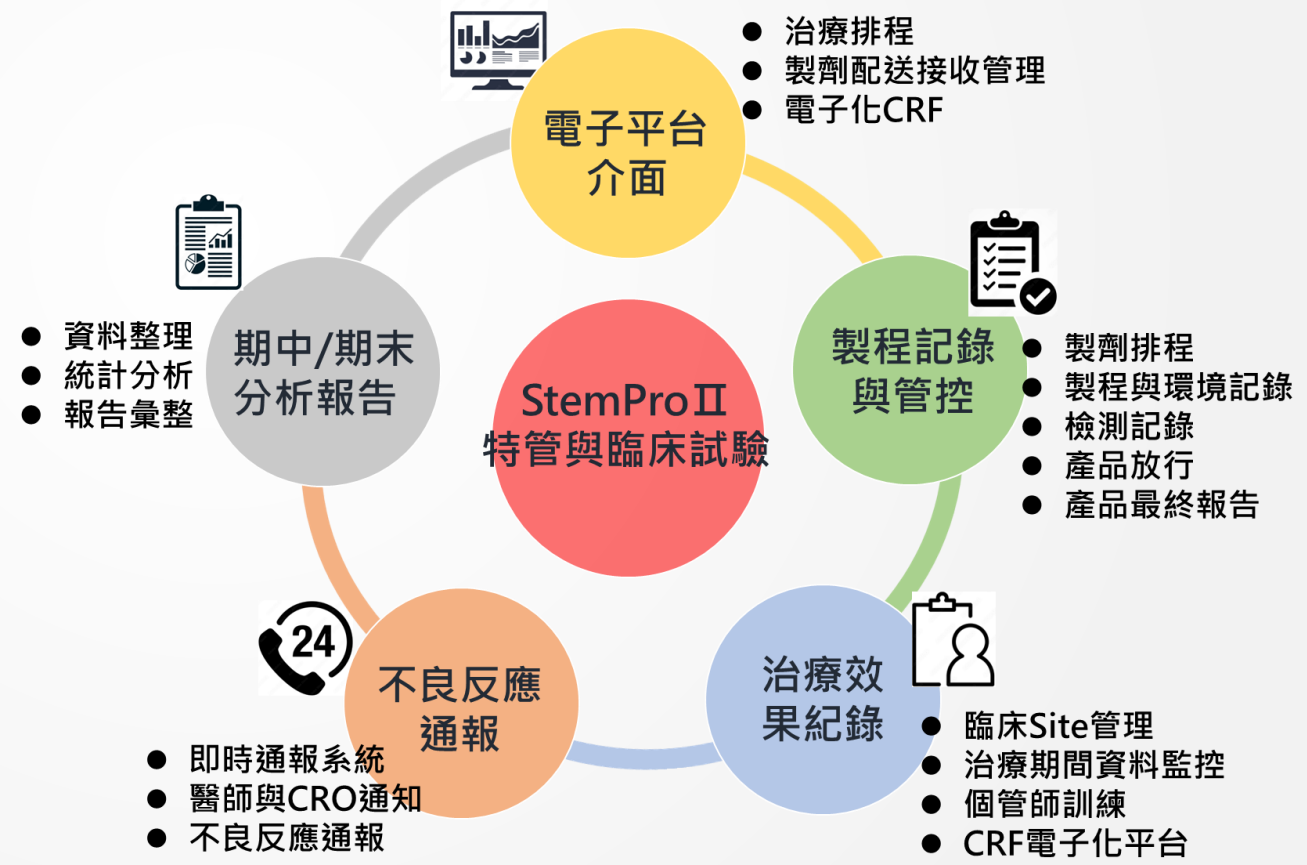 電子平台
介面
● 治療排程
● 製劑配送接收管理
● 電子化CRF
製程記錄
與管控
● 製劑排程
● 製程與環境記錄
● 檢測記錄
● 產品放行
● 產品最終報告
治療效
果紀錄
● 臨床Site管理
● 治療期間資料監控
● 個管師訓練
● CRF電子化平台
不良反應
通報
24
● 即時通報系統
● 醫師與CRO通知
● 不良反應通報
期中/期末
分析報告
● 資料整理
● 統計分析
● 報告彙整
StemProⅡ
特管與臨床試驗